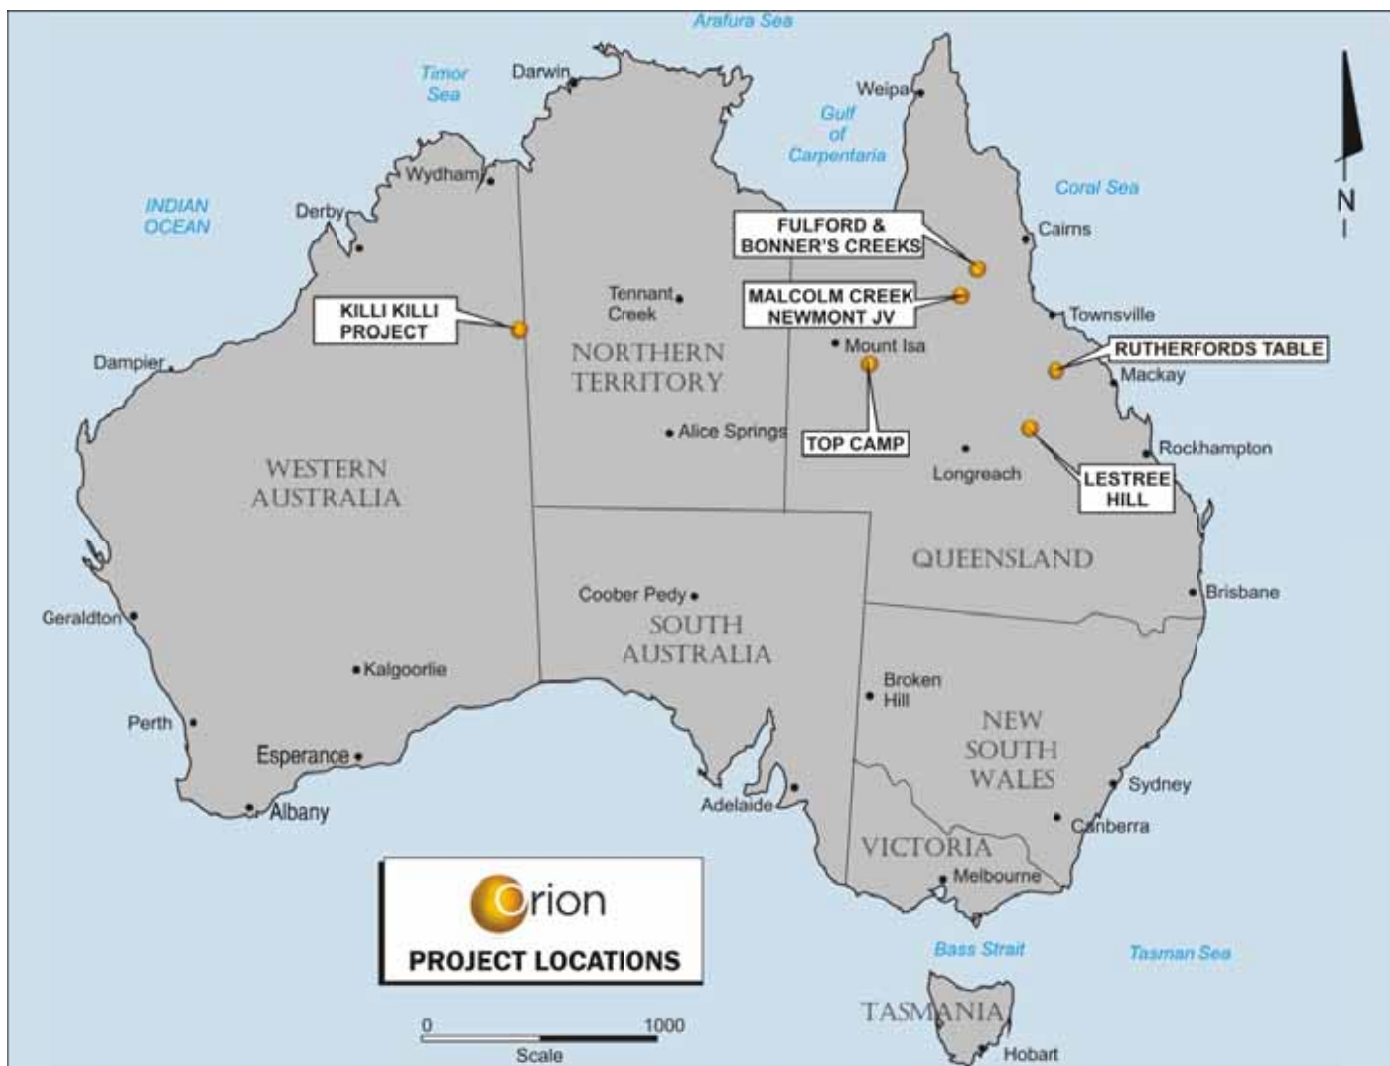 Arafura Sea
Timor
Sea
Darwin
Weipa
Gulf
of
Carpentaria
Wydham
Coral Sea
INDIAN
OCEAN
Derby
FULFORD &
BONNER'S CREEKS
Cairns
KILLI KILLI
PROJECT
Tennant
Creek
MALCOLM CREEK
NEWMONT JV
Townsville
Mount Isa
RUTHERFORDS TABLE
Dampier
NORTHERN
TERRITORY
Mackay
Alice Springs
TOP CAMP
Rockhampton
WESTERN
AUSTRALIA
Longreach
LESTREE
HILL
QUEENSLAND
Coober Pedy
Brisbane
Geraldton
SOUTH
AUSTRALIA
Kalgoorlie
Broken
Hill
Perth
NEW
SOUTH
WALES
Esperance
Sydney
Adelaide
Albany
Canberra
VICTORIA
Melbourne
Orion
PROJECT LOCATIONS
Bass Strait
Tasman Sea
TASMANIA
0 1000
Scale
Hobart
N